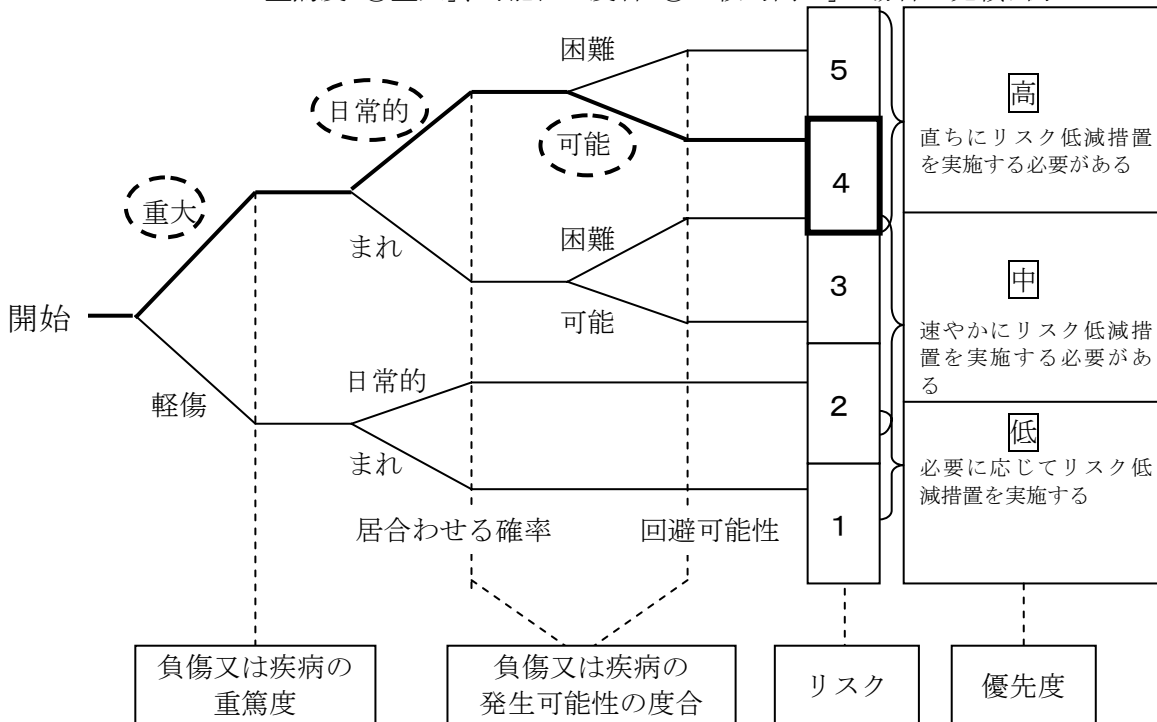 困難
5
高
日常的
可能
直ちにリスク低減措置
を実施する必要がある
4
重大
まれ
困難
中
3
開始
可能
速やかにリスク低減措
置を実施する必要があ
る
日常的
軽傷
2
低
まれ
必要に応じてリスク低
減措置を実施する
居合わせる確率
回避可能性
1
負傷又は疾病の
重篤度
負傷又は疾病の
発生可能性の度合
リスク
優先度